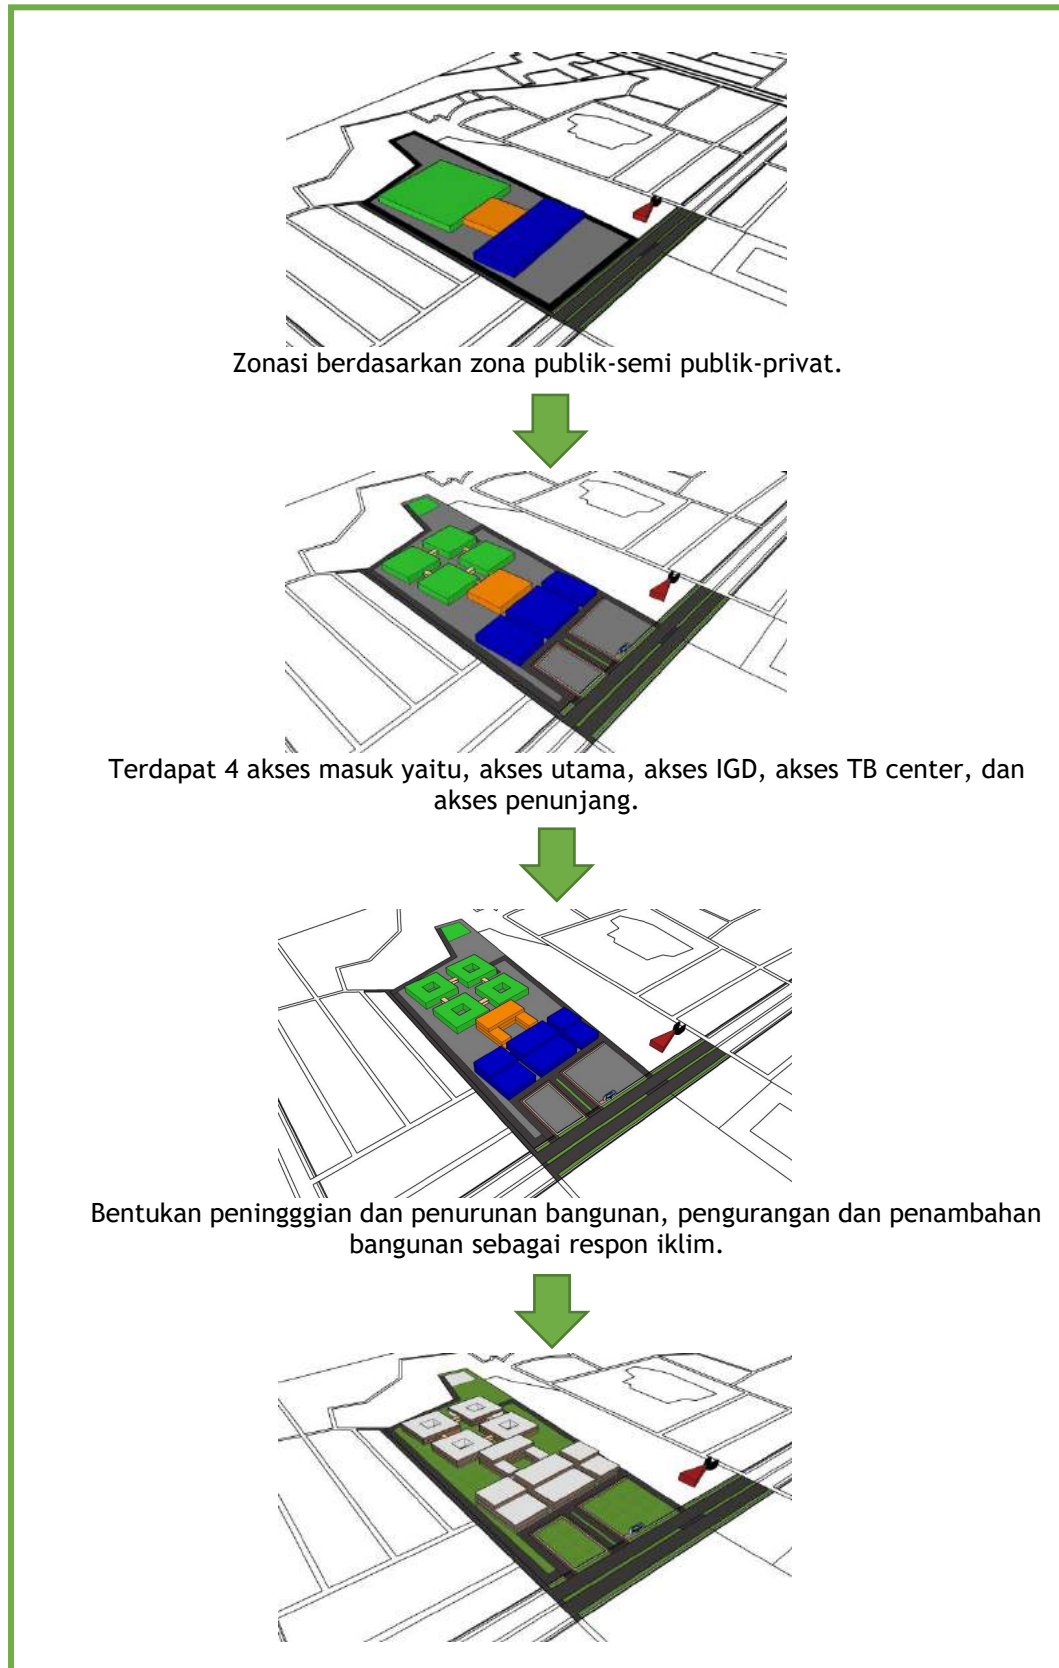 Zonasi berdasarkan zona publik-semi publik-privat.
Terdapat 4 akses masuk yaitu, akses utama, akses IGD, akses TB center, dan
akses penunjang.
Bentukan peningggian dan penurunan bangunan, pengurangan dan penambahan
bangunan sebagai respon iklim.